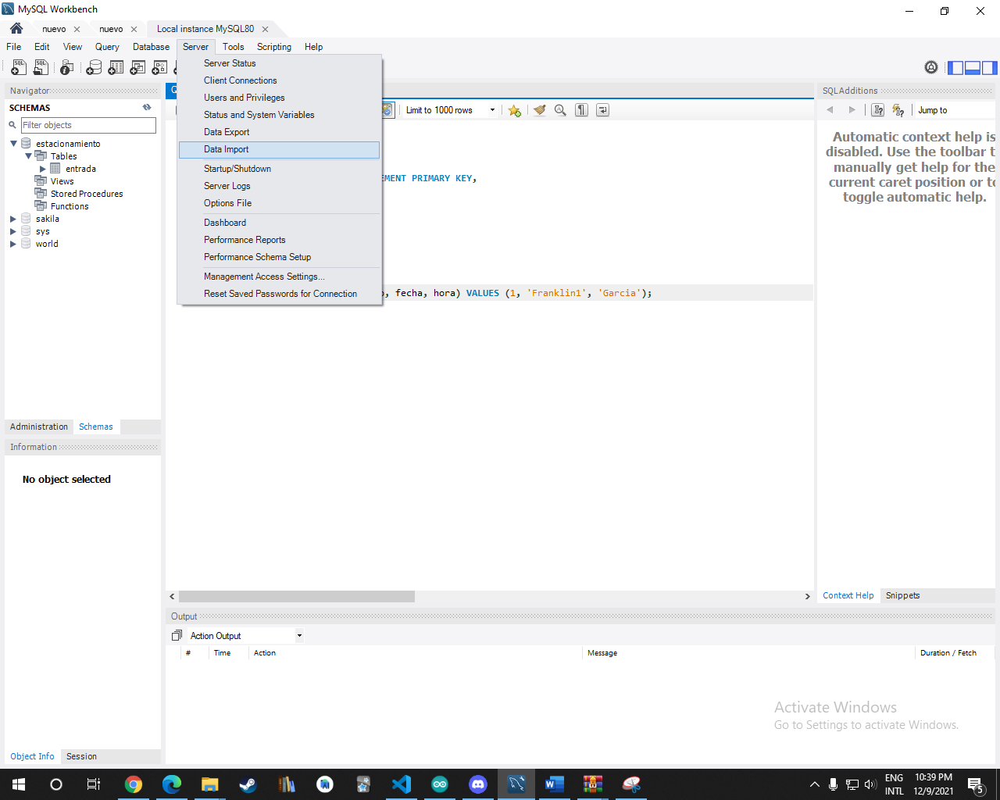 MySQL Workbench
nuevo
nuevo
Local instance MySQL80
File Edit View Query Database Server Tools Scripting Help
Navigator
SCHEMAS
Filter objects
estacionamiento
Tables
entrada
Views
Stored Procedures
Functions
sakila
sys
world
Administration Schemas
Information
No object selected
Object Info Session
Server Status
Client Connections
Users and Privileges
Status and System Variables
Data Export
Data Import
Startup/Shutdown
Server Logs
Options File
Dashboard
Performance Reports
Performance Schema Setup
Management Access Settings...
Reset Saved Passwords for Connection
Limit to 1000 rows
EMENT PRIMARY KEY,
, fecha, hora) VALUES (1, 'Franklin1', 'Garcia');
SQLAdditions
Jump to
Automatic context help is
disabled. Use the toolbar t
manually get help for the
current caret position or to
toggle automatic help.
Context Help Snippets
Output
Action Output
# Time Action Message Duration / Fetch
Activate Windows
Go to Settings to activate Windows.
ENG
INTL
10:39 PM
12/9/2021
5